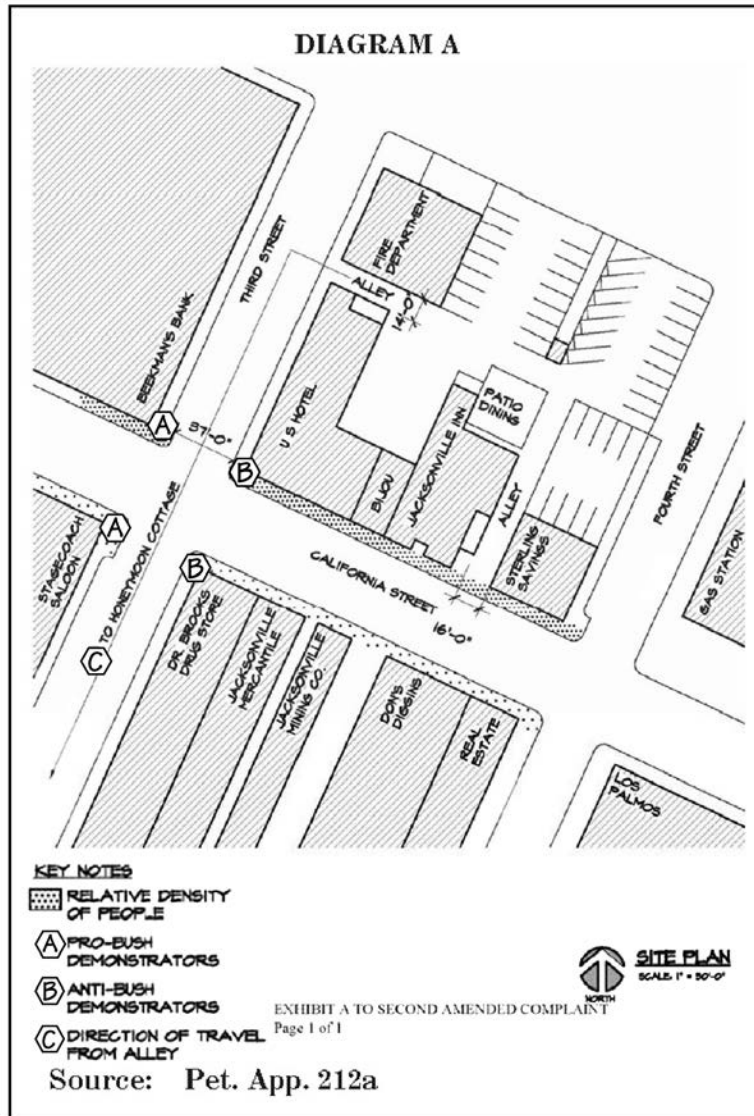 DIAGRAM A
THIRD STREET
FIRE
DEPARTMENT
ALLEY
14'-0"
BEEKMAN'S BANK
A
37'-0"
B
U S HOTEL
BIJOU
JACKSONVILLE INN
PATIO
DINING
ALLEY
STERLING
SAVINGS
FOURTH STREET
GAS STATION
CALIFORNIA STREET
16'-0"
STAGECOACH
SALOON
A
TO HONEYMOON COTTAGE
C
B
DR. BROOKS
DRUG STORE
JACKSONVILLE
MERCANTILE
JACKSONVILLE
MINING CO.
DON'S
DIGGINS
REAL
ESTATE
LOS
PALMOS
KEY NOTES
RELATIVE DENSITY
OF PEOPLE
A PRO-BUSH
DEMONSTRATORS
B ANTI-BUSH
DEMONSTRATORS
C DIRECTION OF TRAVEL
FROM ALLEY
NORTH
SITE PLAN
SCALE: 1" = 50'-0"
EXHIBIT A TO SECOND AMENDED COMPLAINT
Page 1 of 1
Source: Pet. App. 212a